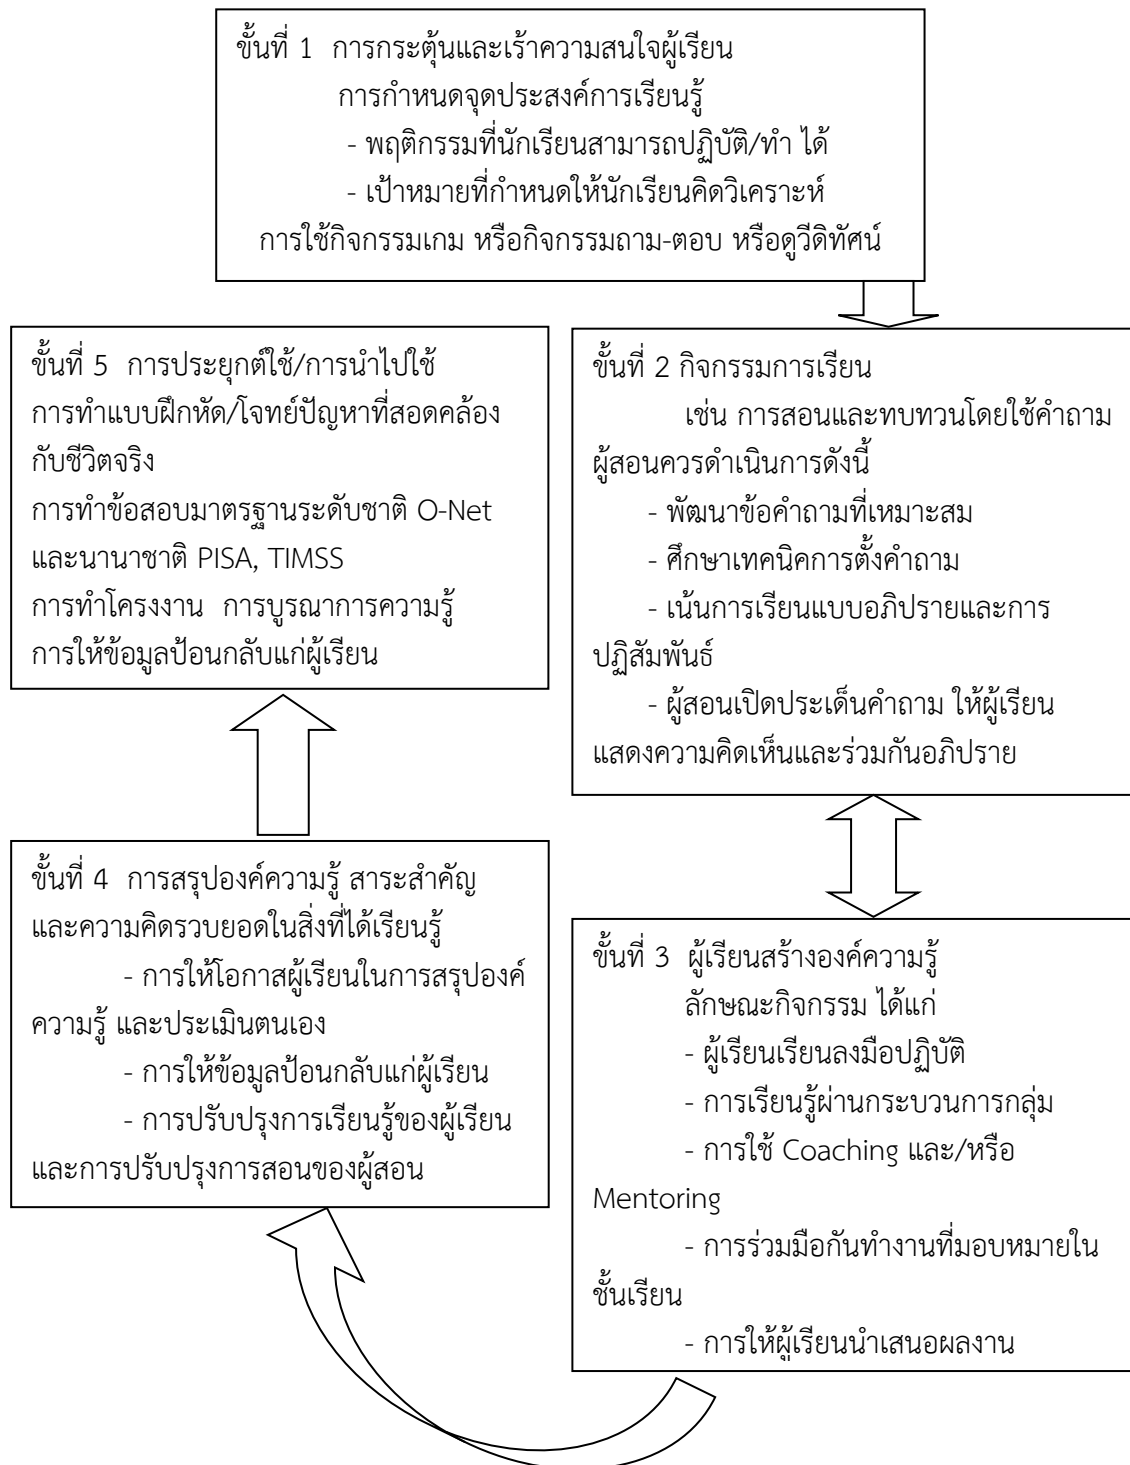 ขั้นที่ 1 การกระตุ้นและเร้าความสนใจผู้เรียน
การกำหนดจุดประสงค์การเรียนรู้
- พฤติกรรมที่นักเรียนสามารถปฏิบัติ/ทำ ได้
- เป้าหมายที่กำหนดให้นักเรียนคิดวิเคราะห์
การใช้กิจกรรมเกม หรือกิจกรรมถาม-ตอบ หรือดูวีดิทัศน์
ขั้นที่ 2 กิจกรรมการเรียน
เช่น การสอนและทบทวนโดยใช้คำถาม
ผู้สอนควรดำเนินการดังนี้
- พัฒนาข้อคำถามที่เหมาะสม
- ศึกษาเทคนิคการตั้งคำถาม
- เน้นการเรียนแบบอภิปรายและการ
ปฏิสัมพันธ์
- ผู้สอนเปิดประเด็นคำถาม ให้ผู้เรียน
แสดงความคิดเห็นและร่วมกันอภิปราย
ขั้นที่ 3 ผู้เรียนสร้างองค์ความรู้
ลักษณะกิจกรรม ได้แก่
- ผู้เรียนเรียนลงมือปฏิบัติ
- การเรียนรู้ผ่านกระบวนการกลุ่ม
- การใช้ Coaching และ/หรือ
Mentoring
- การร่วมมือกันทำงานที่มอบหมายใน
ชั้นเรียน
- การให้ผู้เรียนนำเสนอผลงาน
ขั้นที่ 4 การสรุปองค์ความรู้ สาระสำคัญ
และความคิดรวบยอดในสิ่งที่ได้เรียนรู้
- การให้โอกาสผู้เรียนในการสรุปองค์
ความรู้ และประเมินตนเอง
- การให้ข้อมูลป้อนกลับแก่ผู้เรียน
- การปรับปรุงการเรียนรู้ของผู้เรียน
และการปรับปรุงการสอนของผู้สอน
ขั้นที่ 5 การประยุกต์ใช้/การนำไปใช้
การทำแบบฝึกหัด/โจทย์ปัญหาที่สอดคล้อง
กับชีวิตจริง
การทำข้อสอบมาตรฐานระดับชาติ O-Net
และนานาชาติ PISA, TIMSS
การทำโครงงาน การบูรณาการความรู้
การให้ข้อมูลป้อนกลับแก่ผู้เรียน